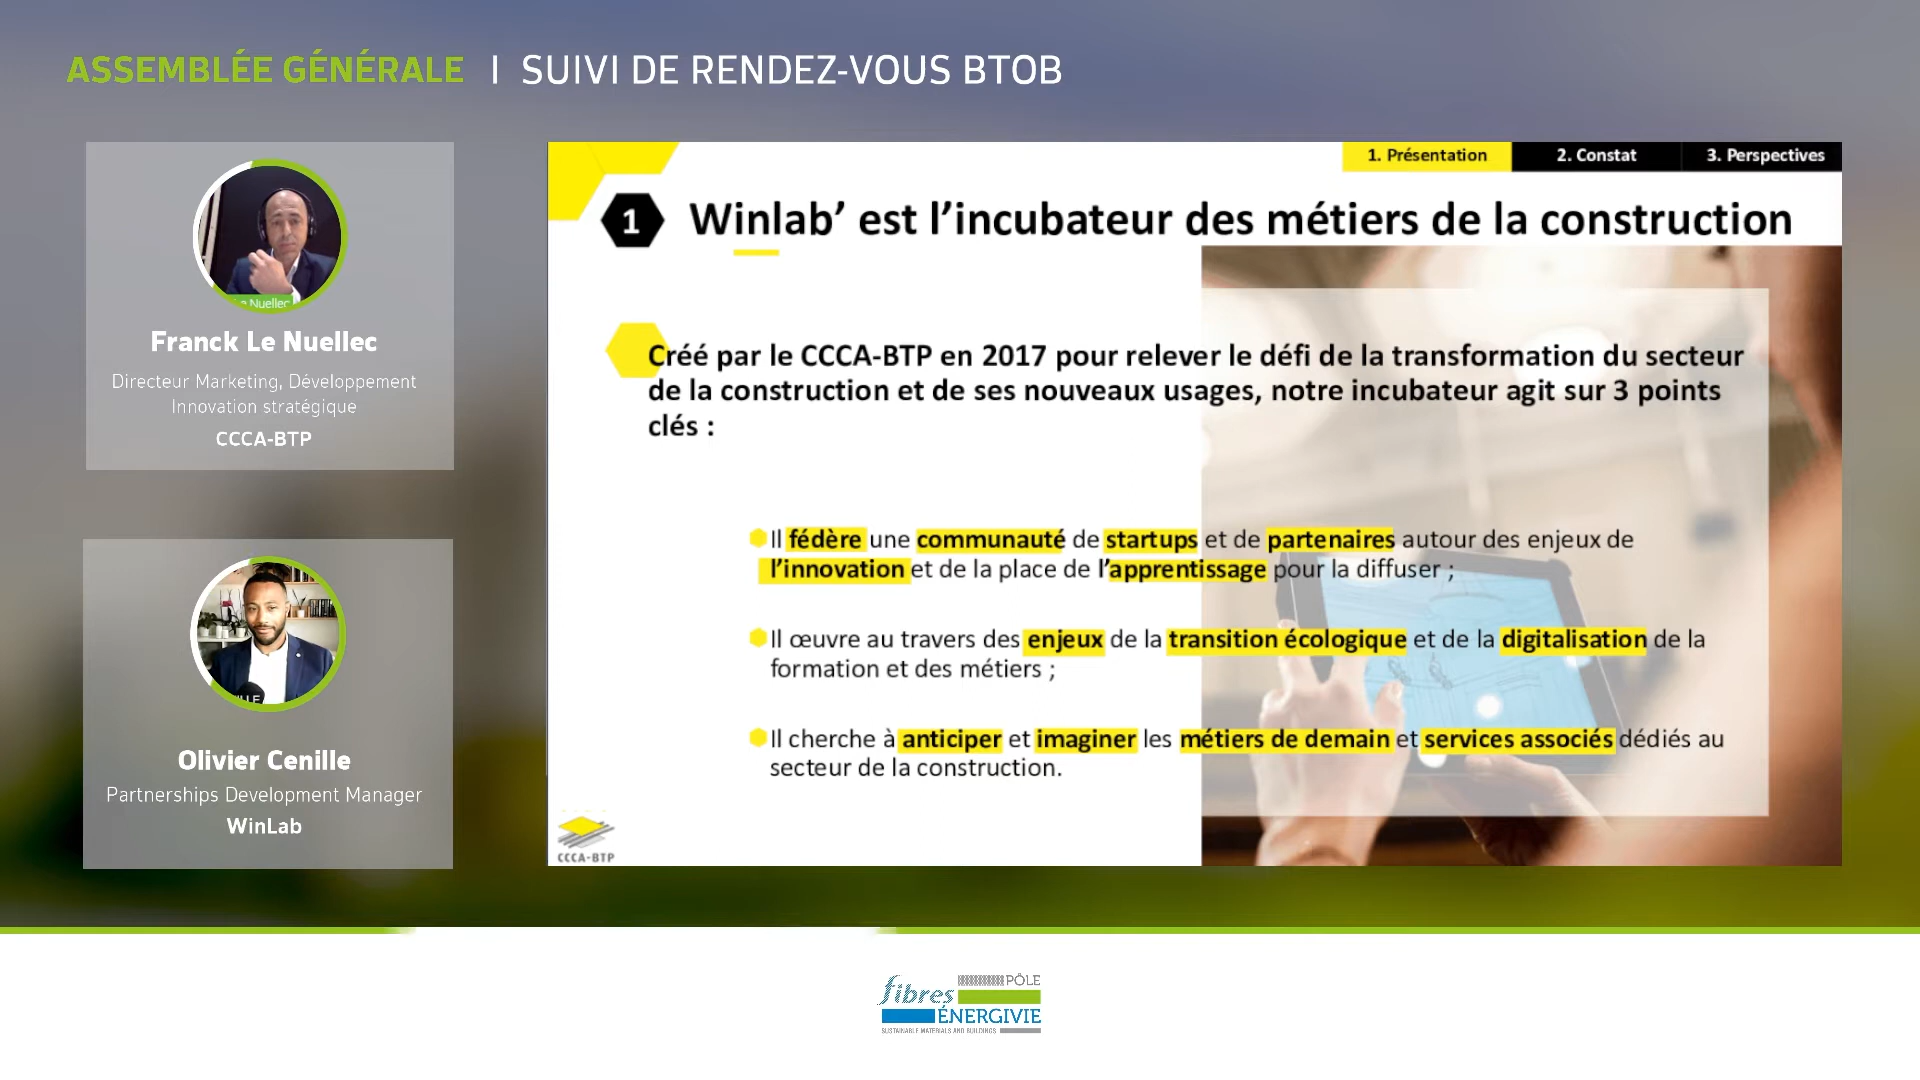 ASSEMBLÉE GÉNÉRALE | SUIVI DE RENDEZ-VOUS BTOB
Le Nuellec
Franck Le Nuellec
Directeur Marketing, Développement
Innovation stratégique
CCCA-BTP
Olivier Cenille
Partnerships Development Manager
WinLab
1. Présentation
2. Constat
3. Perspectives
1
Winlab’ est l’incubateur des métiers de la construction
Créé par le CCCA-BTP en 2017 pour relever le défi de la transformation du secteur
de la construction et de ses nouveaux usages, notre incubateur agit sur 3 points
clés :
Il fédère une communauté de startups et de partenaires autour des enjeux de
l’innovation et de la place de l’apprentissage pour la diffuser ;
Il œuvre au travers des enjeux de la transition écologique et de la digitalisation de la
formation et des métiers ;
Il cherche à anticiper et imaginer les métiers de demain et services associés dédiés au
secteur de la construction.
CCCA-BTP
PÔLE
fibres
ÉNERGIVIE
SUSTAINABLE MATERIALS AND BUILDINGS